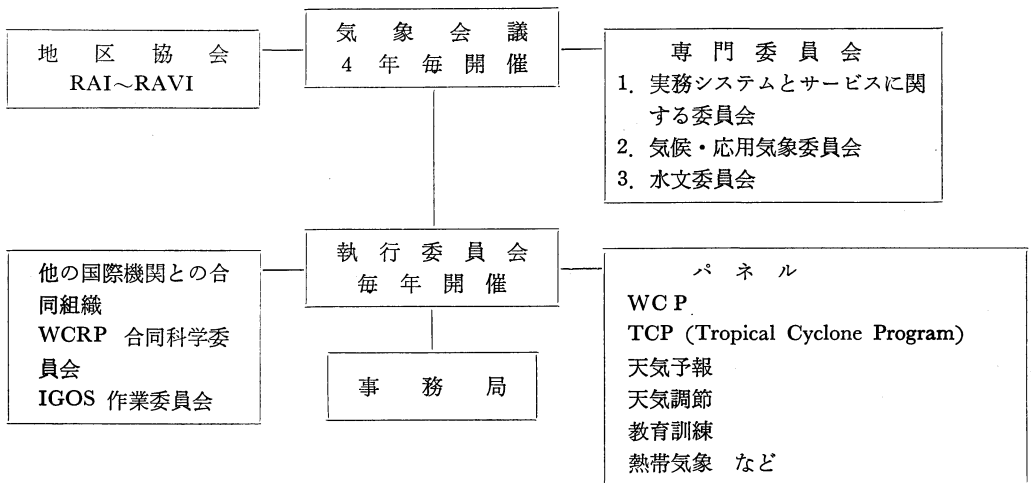 地区協会
RAI～RAVI
気象会議
4年毎開催
専門委員会
1. 実務システムとサービスに関
する委員会
2. 気候・応用気象委員会
3. 水文委員会
他の国際機関との合
同組織
WCRP 合同科学委
員会
IGOS 作業委員会
執行委員会
毎年開催
事務局
パネル
WCP
TCP (Tropical Cyclone Program)
天気予報
天気調節
教育訓練
熱帯気象 など